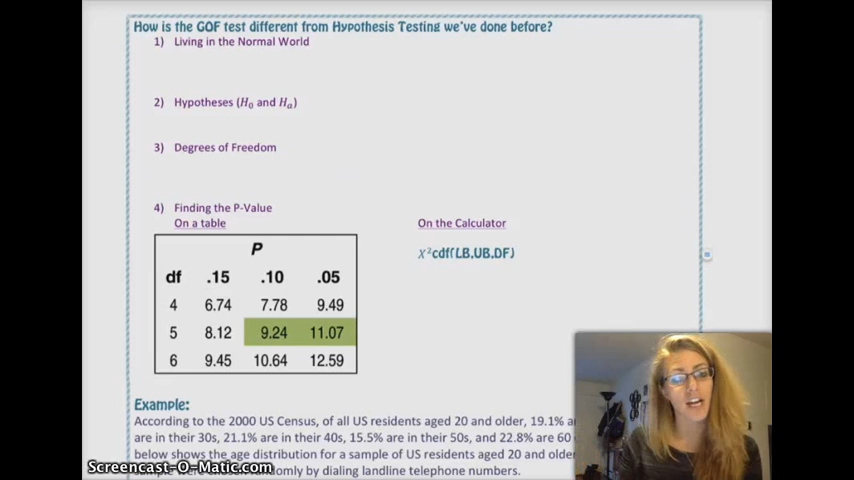 How is the GOF test different from Hypothesis Testing we've done before?
1) Living in the Normal World
2) Hypotheses (H₀ and Hₐ)
3) Degrees of Freedom
4) Finding the P-Value
On a table
On the Calculator
P
X²cdf(LB,UB,DF)
df .15 .10 .05
4 6.74 7.78 9.49
5 8.12 9.24 11.07
6 9.45 10.64 12.59
Example:
According to the 2000 US Census, of all US residents aged 20 and older, 19.1% a
are in their 30s, 21.1% are in their 40s, 15.5% are in their 50s, and 22.8% are 60
below shows the age distribution for a sample of US residents aged 20 and olde
randomly by dialing landline telephone numbers.
Screencast-O-Matic.com